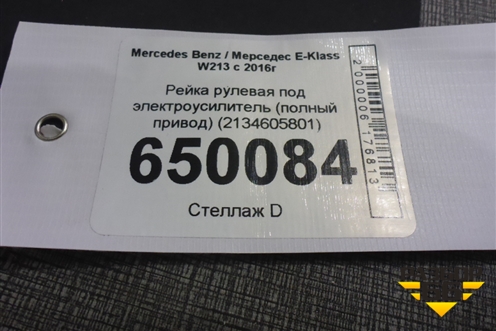 Mercedes Benz / Мерседес E-Klass
W213 с 2016г
Рейка рулевая под
электроусилитель (полный
привод) (2134605801)
650084
Стеллаж D
2000006176813